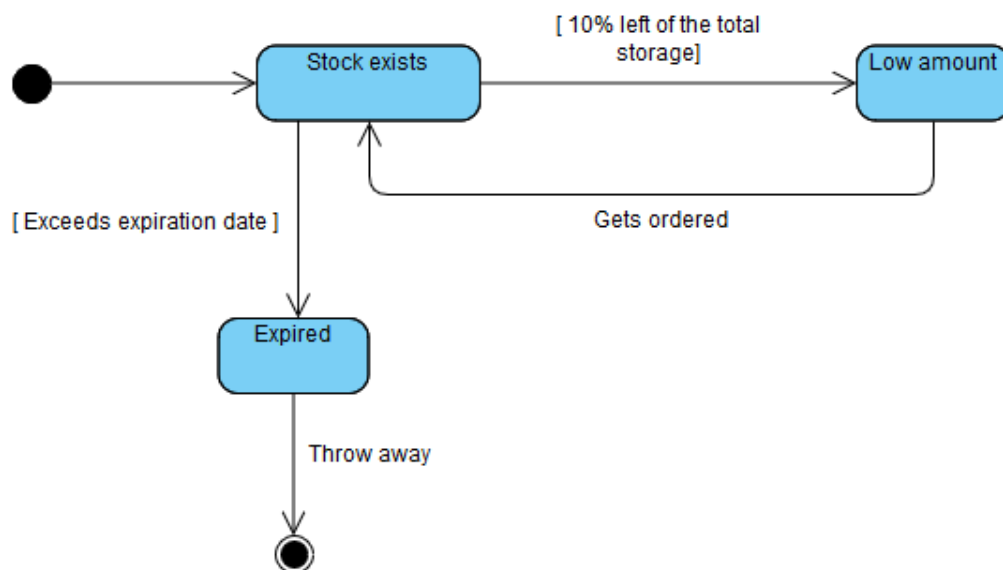 [ 10% left of the total
storage]
Stock exists
Low amount
[ Exceeds expiration date ]
Gets ordered
Expired
Throw away